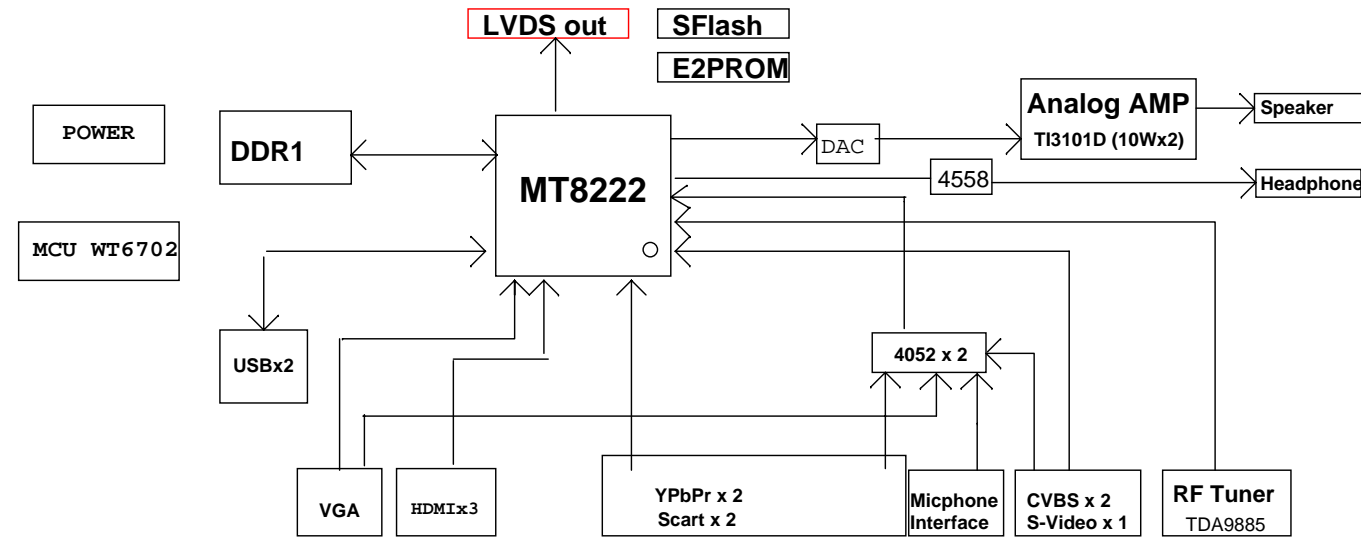 LVDS out
SFlash
E2PROM
POWER
DDR1
MT8222
DAC
Analog AMP
TI3101D (10Wx2)
Speaker
4558
Headphone
MCU WT6702
USBx2
4052 x 2
VGA
HDMIx3
YPbPr x 2
Scart x 2
Micphone
Interface
CVBS x 2
S-Video x 1
RF Tuner
TDA9885